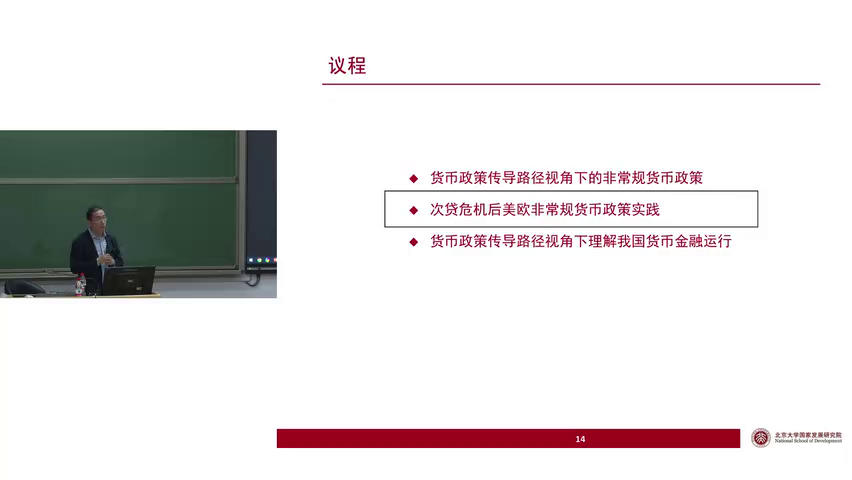 议程
◆ 货币政策传导路径视角下的非常规货币政策
◆ 次贷危机后美欧非常规货币政策实践
◆ 货币政策传导路径视角下理解我国货币金融运行
14
北京大学国家发展研究院
National School of Development